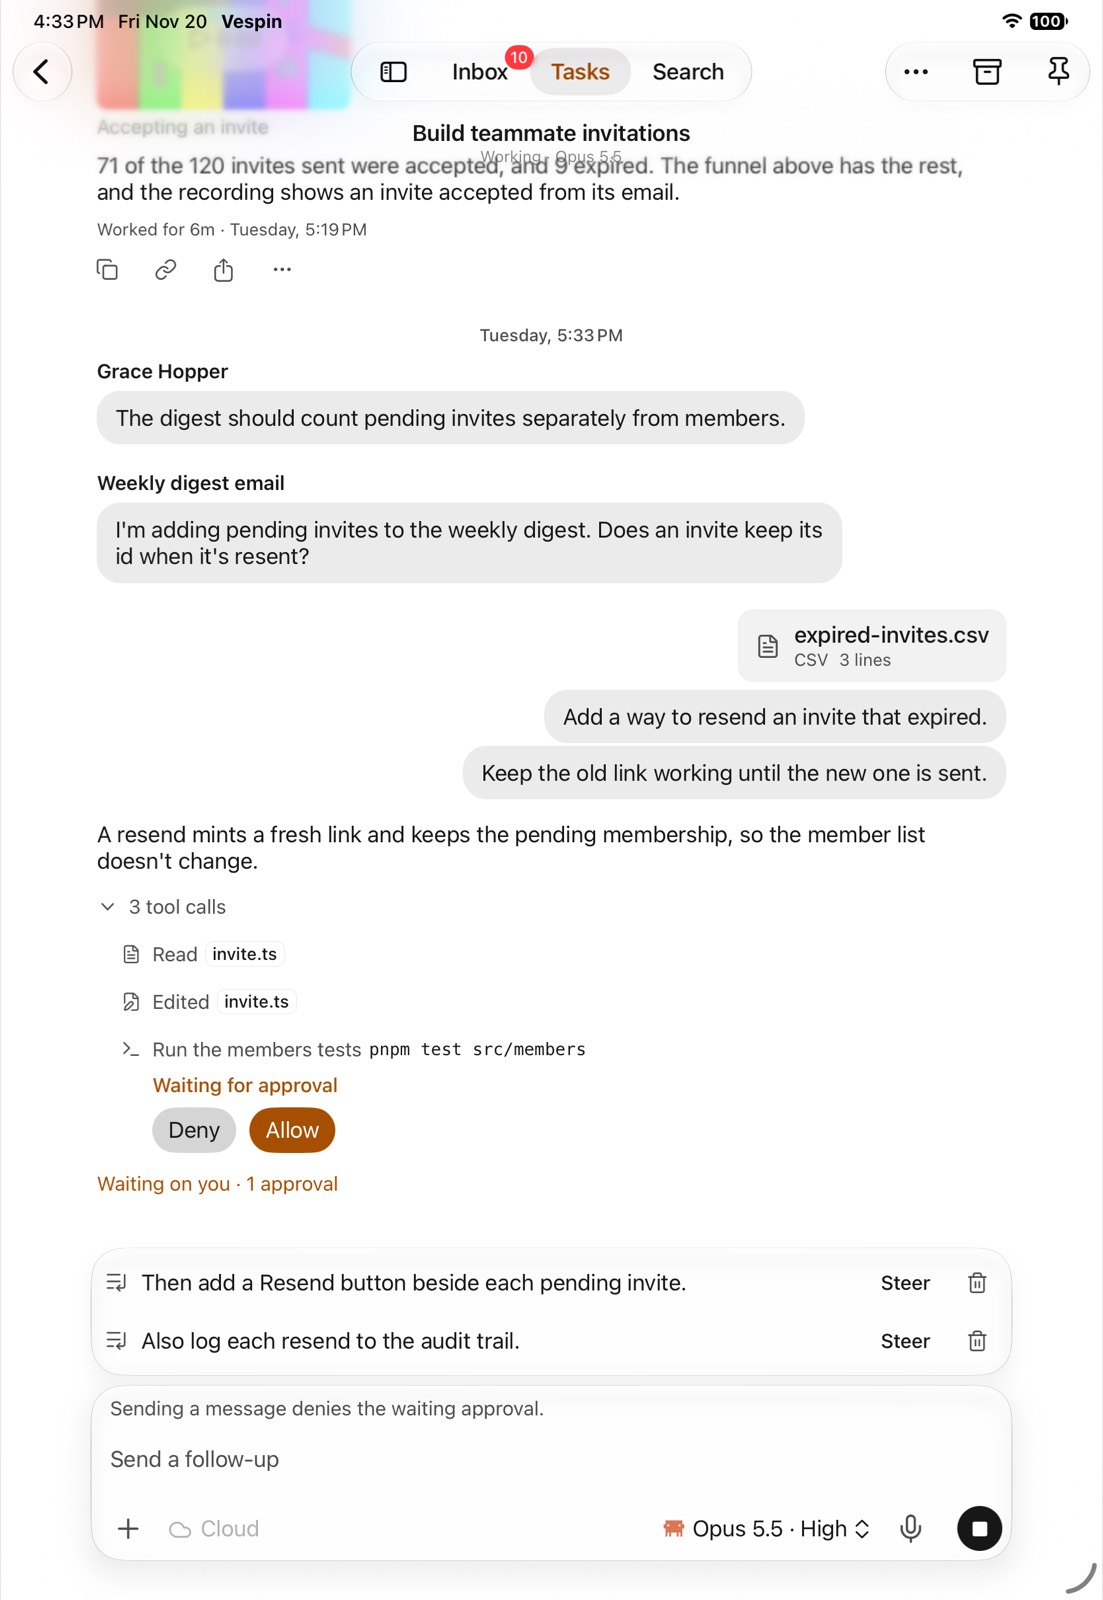 4:33 PM Fri Nov 20 Vespin
100
Inbox 10 Tasks Search
Build teammate invitations
Working · Opus 5.5
Accepting an invite
71 of the 120 invites sent were accepted, and 9 expired. The funnel above has the rest,
and the recording shows an invite accepted from its email.
Worked for 6m · Tuesday, 5:19 PM
Tuesday, 5:33 PM
Grace Hopper
The digest should count pending invites separately from members.
Weekly digest email
I'm adding pending invites to the weekly digest. Does an invite keep its
id when it's resent?
expired-invites.csv
CSV 3 lines
Add a way to resend an invite that expired.
Keep the old link working until the new one is sent.
A resend mints a fresh link and keeps the pending membership, so the member list
doesn't change.
3 tool calls
Read invite.ts
Edited invite.ts
Run the members tests pnpm test src/members
Waiting for approval
Deny Allow
Waiting on you · 1 approval
Then add a Resend button beside each pending invite. Steer
Also log each resend to the audit trail. Steer
Sending a message denies the waiting approval.
Send a follow-up
Cloud Opus 5.5 · High